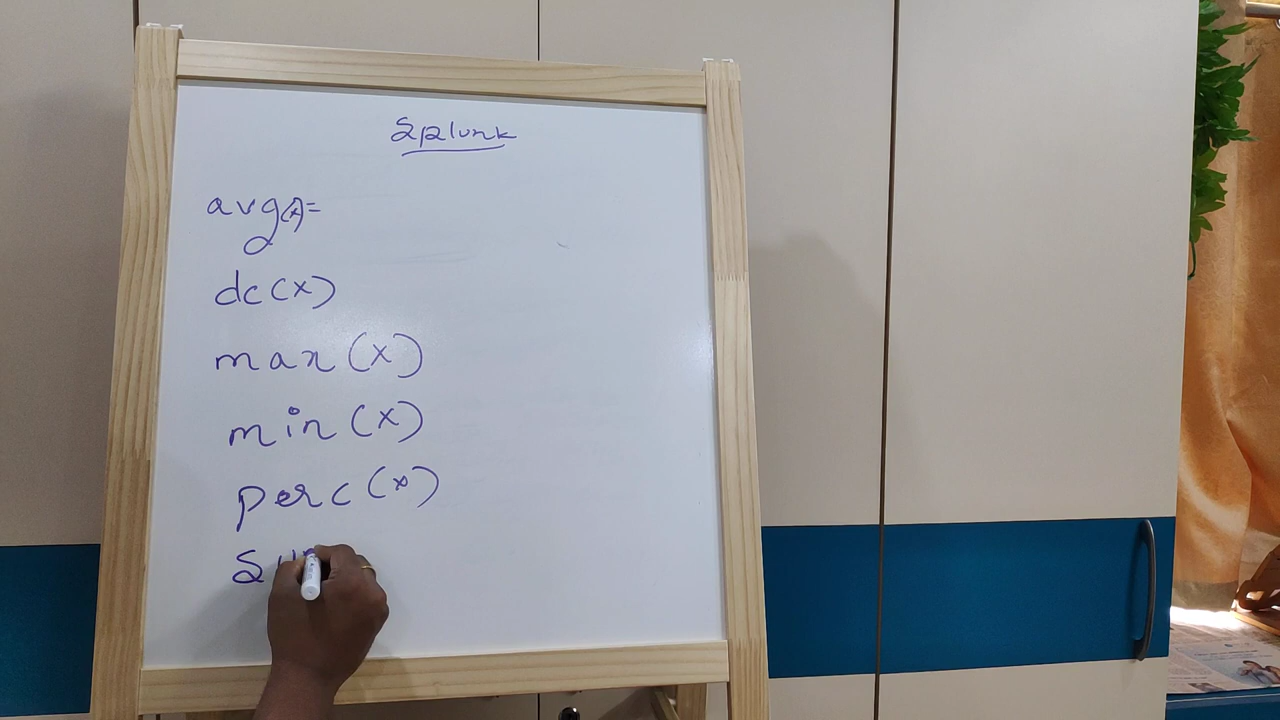 Splunk
avg(x)=
dc(x)
max(x)
min(x)
perc(x)